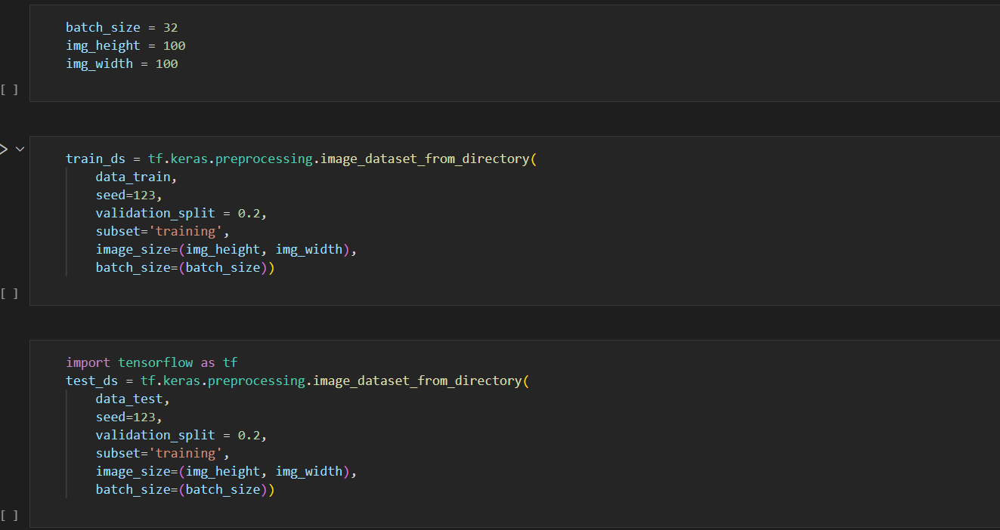 batch_size = 32
img_height = 100
img_width = 100
[ ]
train_ds = tf.keras.preprocessing.image_dataset_from_directory(
    data_train,
    seed=123,
    validation_split = 0.2,
    subset='training',
    image_size=(img_height, img_width),
    batch_size=(batch_size))
[ ]
import tensorflow as tf
test_ds = tf.keras.preprocessing.image_dataset_from_directory(
    data_test,
    seed=123,
    validation_split = 0.2,
    subset='training',
    image_size=(img_height, img_width),
    batch_size=(batch_size))
[ ]